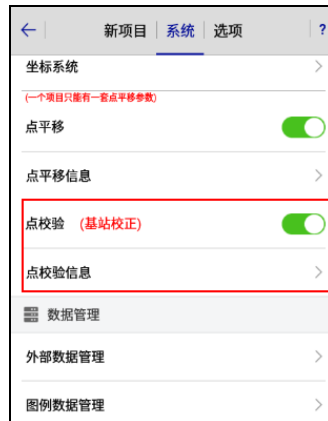 新项目 系统 选项 ?
坐标系统
(一个项目只能有一套点平移参数)
点平移
点平移信息
点校验 (基站校正)
点校验信息
数据管理
外部数据管理
图例数据管理